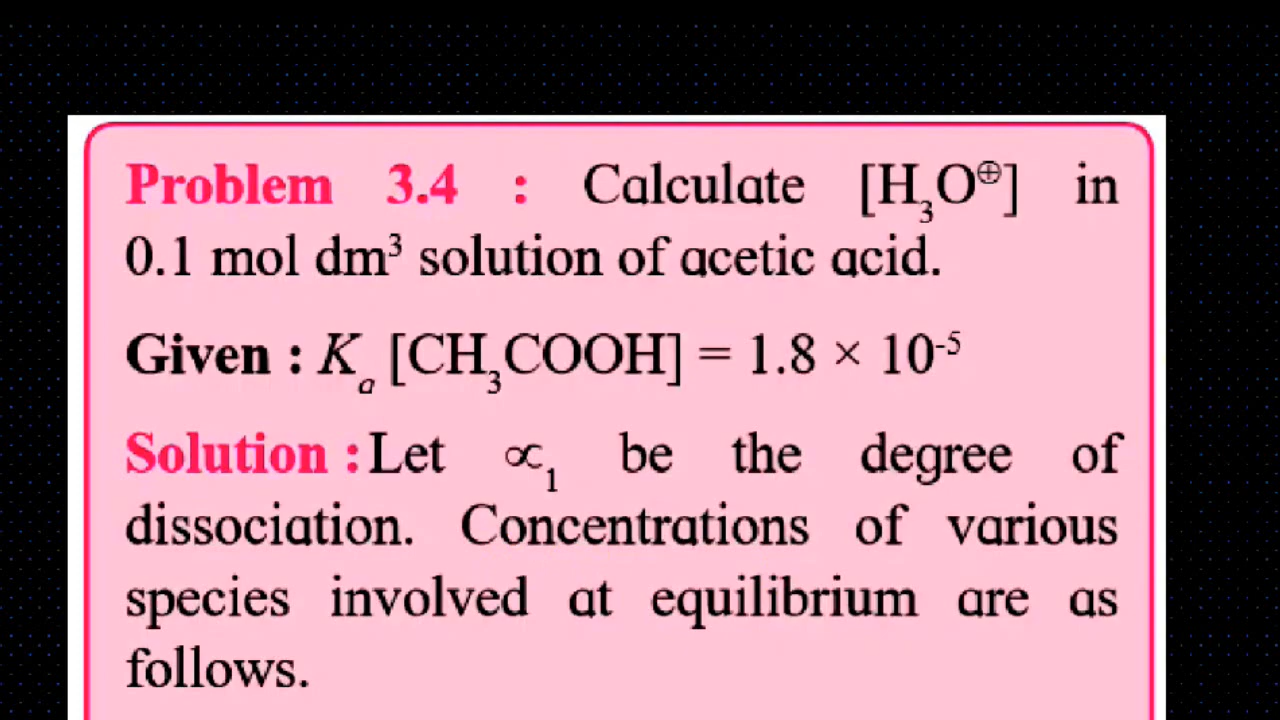 Problem 3.4 : Calculate [H₃O⊕] in
0.1 mol dm³ solution of acetic acid.
Given : Kₐ [CH₃COOH] = 1.8 × 10⁻⁵
Solution : Let ∝₁ be the degree of
dissociation. Concentrations of various
species involved at equilibrium are as
follows.